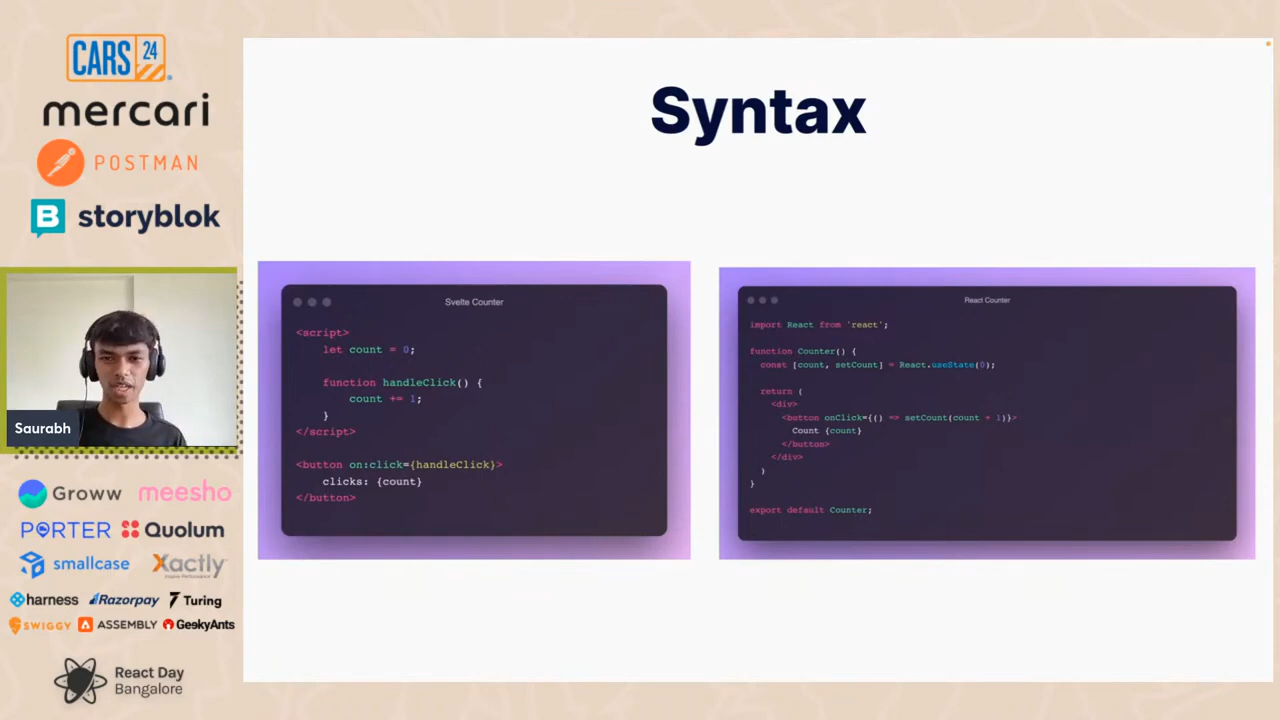 CARS 24
mercari
POSTMAN
B storyblok
Saurabh
Groww meesho
PORTER Quolum
smallcase Xactly
Inspire Performance
harness Razorpay Turing
SWIGGY ASSEMBLY GeekyAnts
React Day
Bangalore
Syntax
Svelte Counter
<script>
let count = 0;
function handleClick() {
count += 1;
}
</script>
<button on:click={handleClick}>
clicks: {count}
</button>
React Counter
import React from 'react';
function Counter() {
const [count, setCount] = React.useState(0);
return (
<div>
<button onClick={() => setCount(count + 1)}>
Count {count}
</button>
</div>
)
}
export default Counter;